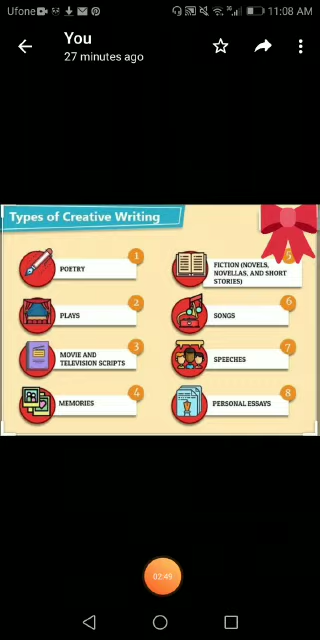 Ufone
11:08 AM
You
27 minutes ago
Types of Creative Writing
1
POETRY
2
PLAYS
3
MOVIE AND
TELEVISION SCRIPTS
4
MEMORIES
5
FICTION (NOVELS,
NOVELLAS, AND SHORT
STORIES)
6
SONGS
7
SPEECHES
8
PERSONAL ESSAYS
02:49